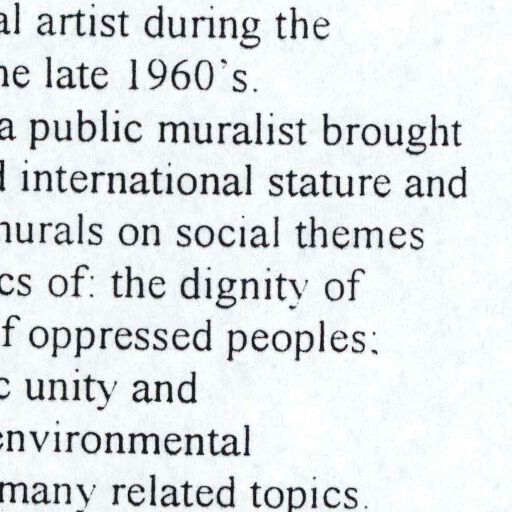 al artist during the
he late 1960's.
a public muralist brought
d international stature and
murals on social themes
cs of: the dignity of
f oppressed peoples;
c unity and
environmental
many related topics.